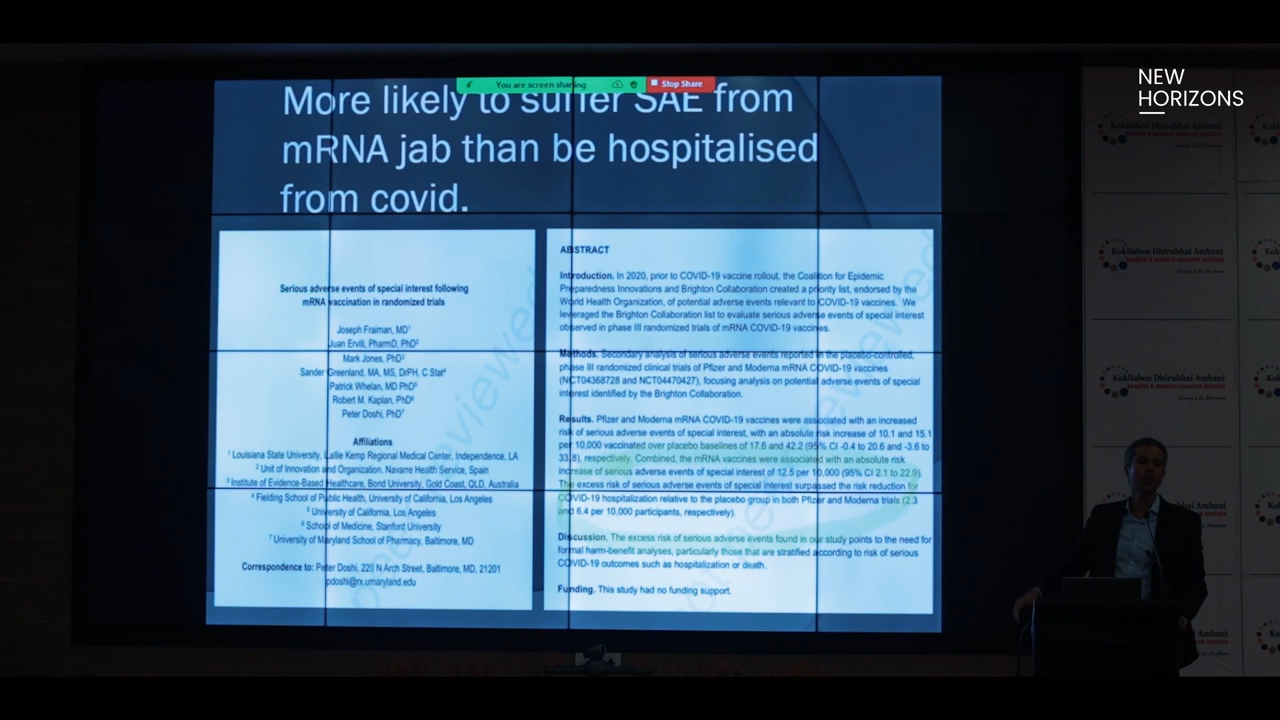 NEW
HORIZONS
You are screen sharing
Stop Share
More likely to suffer SAE from
mRNA jab than be hospitalised
from covid.
Serious adverse events of special interest following
mRNA vaccination in randomized trials
Joseph Fraiman, MD¹
Juan Erviti, PharmD, PhD²
Mark Jones, PhD³
Sander Greenland, MA, MS, DrPH, C Stat⁴
Patrick Whelan, MD PhD⁵
Robert M. Kaplan, PhD⁶
Peter Doshi, PhD⁷
Affiliations
¹ Louisiana State University, Lallie Kemp Regional Medical Center, Independence, LA
² Unit of Innovation and Organization. Navarre Health Service, Spain
³ Institute of Evidence-Based Healthcare, Bond University, Gold Coast, QLD, Australia
⁴ Fielding School of Public Health, University of California, Los Angeles
⁵ University of California, Los Angeles
⁶ School of Medicine, Stanford University
⁷ University of Maryland School of Pharmacy, Baltimore, MD
Correspondence to: Peter Doshi, 220 N Arch Street, Baltimore, MD, 21201
pdoshi@rx.umaryland.edu
ABSTRACT
Introduction. In 2020, prior to COVID-19 vaccine rollout, the Coalition for Epidemic
Preparedness Innovations and Brighton Collaboration created a priority list, endorsed by the
World Health Organization, of potential adverse events relevant to COVID-19 vaccines. We
leveraged the Brighton Collaboration list to evaluate serious adverse events of special interest
observed in phase III randomized trials of mRNA COVID-19 vaccines.
Methods. Secondary analysis of serious adverse events reported in the placebo-controlled,
phase III randomized clinical trials of Pfizer and Moderna mRNA COVID-19 vaccines
(NCT04368728 and NCT04470427), focusing analysis on potential adverse events of special
interest identified by the Brighton Collaboration.
Results. Pfizer and Moderna mRNA COVID-19 vaccines were associated with an increased
risk of serious adverse events of special interest, with an absolute risk increase of 10.1 and 15.1
per 10,000 vaccinated over placebo baselines of 17.6 and 42.2 (95% CI -0.4 to 20.6 and -3.6 to
33.8), respectively. Combined, the mRNA vaccines were associated with an absolute risk
increase of serious adverse events of special interest of 12.5 per 10,000 (95% CI 2.1 to 22.9).
The excess risk of serious adverse events of special interest surpassed the risk reduction for
COVID-19 hospitalization relative to the placebo group in both Pfizer and Moderna trials (2.3
and 6.4 per 10,000 participants, respectively).
Discussion. The excess risk of serious adverse events found in our study points to the need for
formal harm-benefit analyses, particularly those that are stratified according to risk of serious
COVID-19 outcomes such as hospitalization or death.
Funding. This study had no funding support.
Kokilaben Dhirubhai Ambani
Kokilaben Dhirubhai Ambani
Kokilaben Dhirubhai Ambani
Ambani